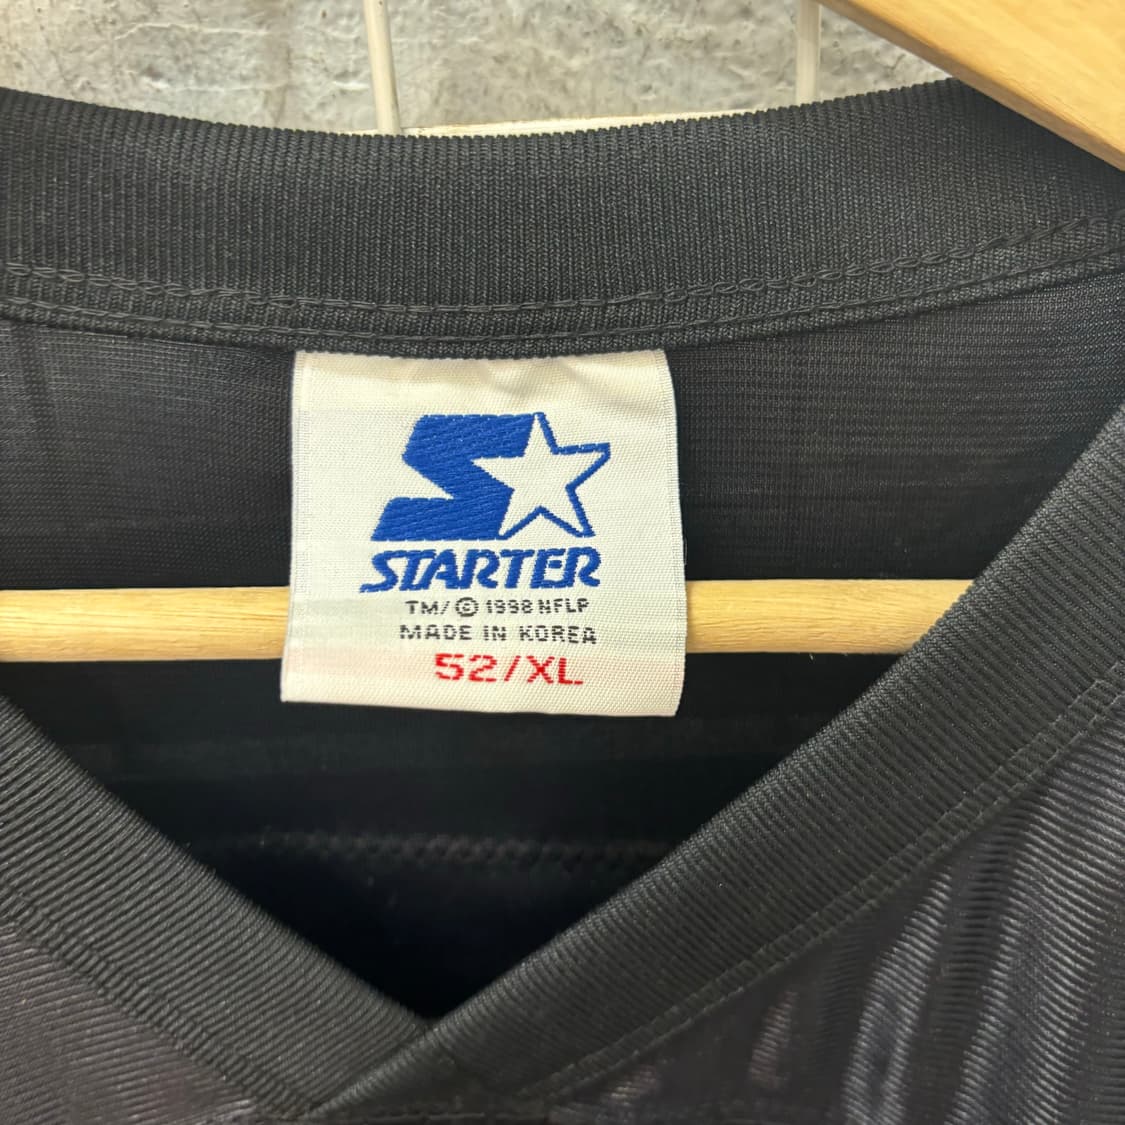 STARTER
TM/© 1998 NFLP
MADE IN KOREA
52/XL